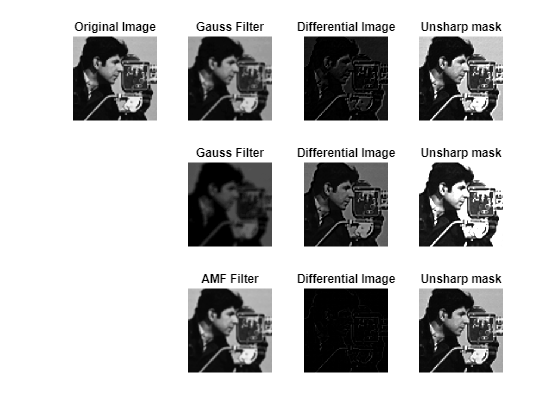 Original Image
Gauss Filter
Differential Image
Unsharp mask
Gauss Filter
Differential Image
Unsharp mask
AMF Filter
Differential Image
Unsharp mask